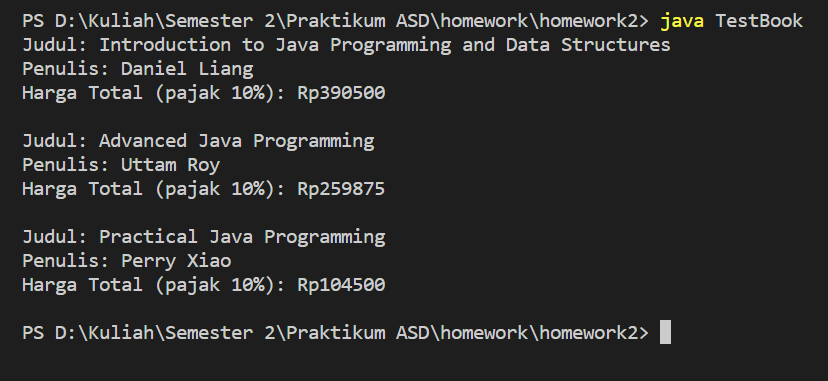 PS D:\Kuliah\Semester 2\Praktikum ASD\homework\homework2> java TestBook
Judul: Introduction to Java Programming and Data Structures
Penulis: Daniel Liang
Harga Total (pajak 10%): Rp390500
Judul: Advanced Java Programming
Penulis: Uttam Roy
Harga Total (pajak 10%): Rp259875
Judul: Practical Java Programming
Penulis: Perry Xiao
Harga Total (pajak 10%): Rp104500
PS D:\Kuliah\Semester 2\Praktikum ASD\homework\homework2>